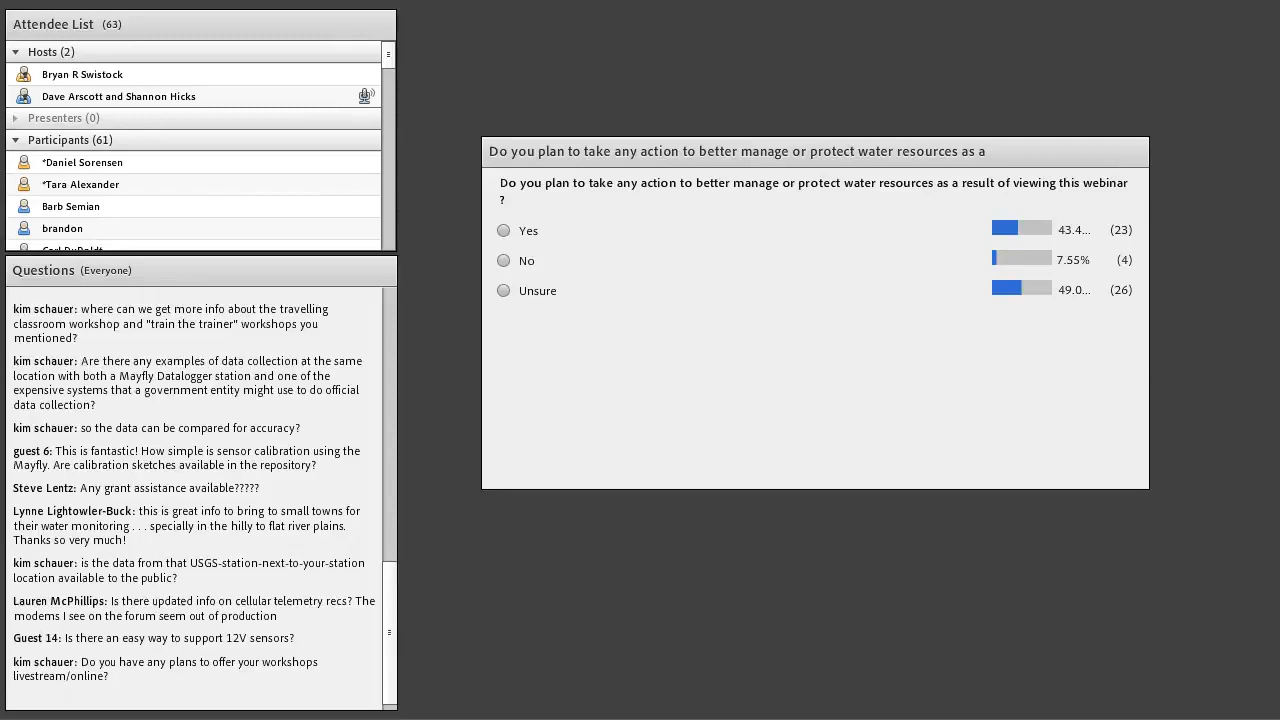 Attendee List (63)
Hosts (2)
Bryan R Swistock
Dave Arscott and Shannon Hicks
Presenters (0)
Participants (61)
*Daniel Sorensen
*Tara Alexander
Barb Semian
brandon
Questions (Everyone)
kim schauer: where can we get more info about the travelling
classroom workshop and "train the trainer" workshops you
mentioned?
kim schauer: Are there any examples of data collection at the same
location with both a Mayfly Datalogger station and one of the
expensive systems that a government entity might use to do official
data collection?
kim schauer: so the data can be compared for accuracy?
guest 6: This is fantastic! How simple is sensor calibration using the
Mayfly. Are calibration sketches available in the repository?
Steve Lentz: Any grant assistance available?????
Lynne Lightowler-Buck: this is great info to bring to small towns for
their water monitoring . . . specially in the hilly to flat river plains.
Thanks so very much!
kim schauer: is the data from that USGS-station-next-to-your-station
location available to the public?
Lauren McPhillips: Is there updated info on cellular telemetry recs? The
modems I see on the forum seem out of production
Guest 14: Is there an easy way to support 12V sensors?
kim schauer: Do you have any plans to offer your workshops
livestream/online?
Do you plan to take any action to better manage or protect water resources as a
Do you plan to take any action to better manage or protect water resources as a result of viewing this webinar
?
Yes 43.4... (23)
No 7.55% (4)
Unsure 49.0... (26)